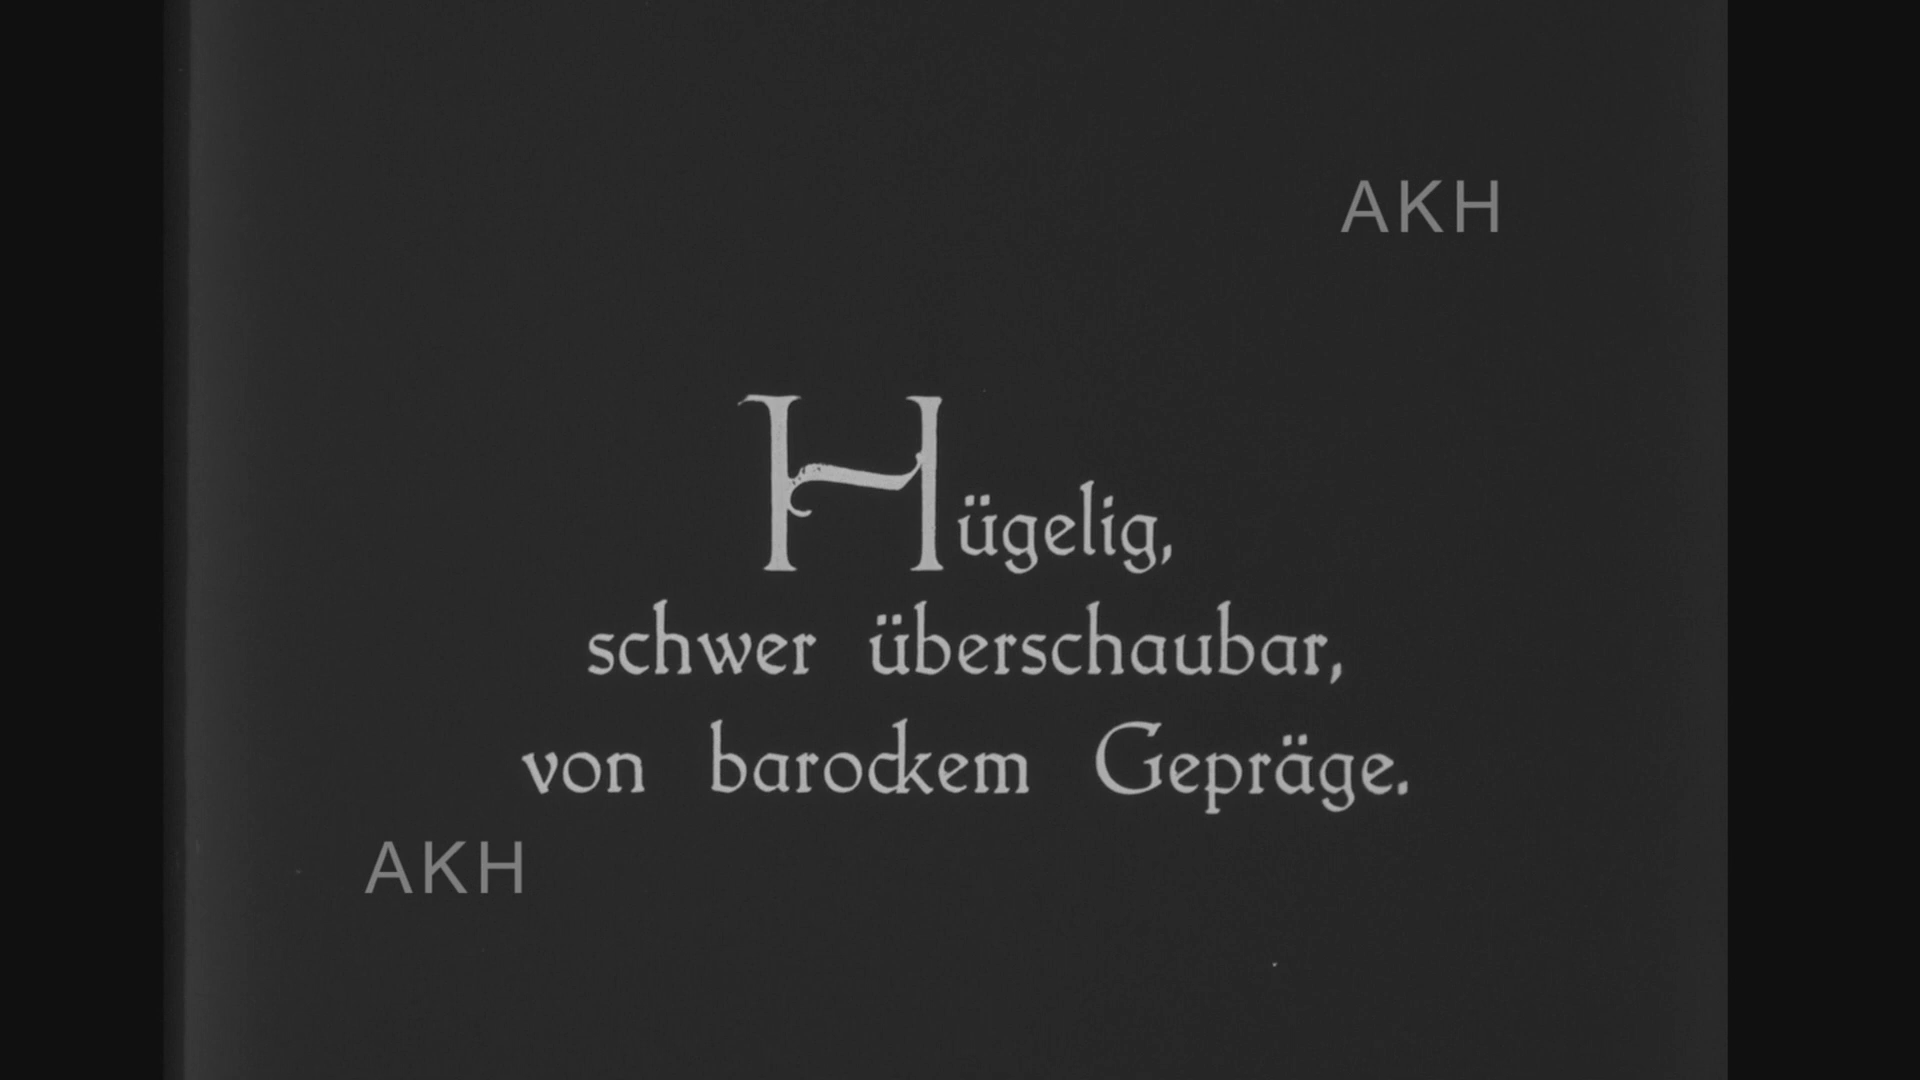 AKH
Hügelig,
schwer überschaubar,
von barockem Gepräge.
AKH